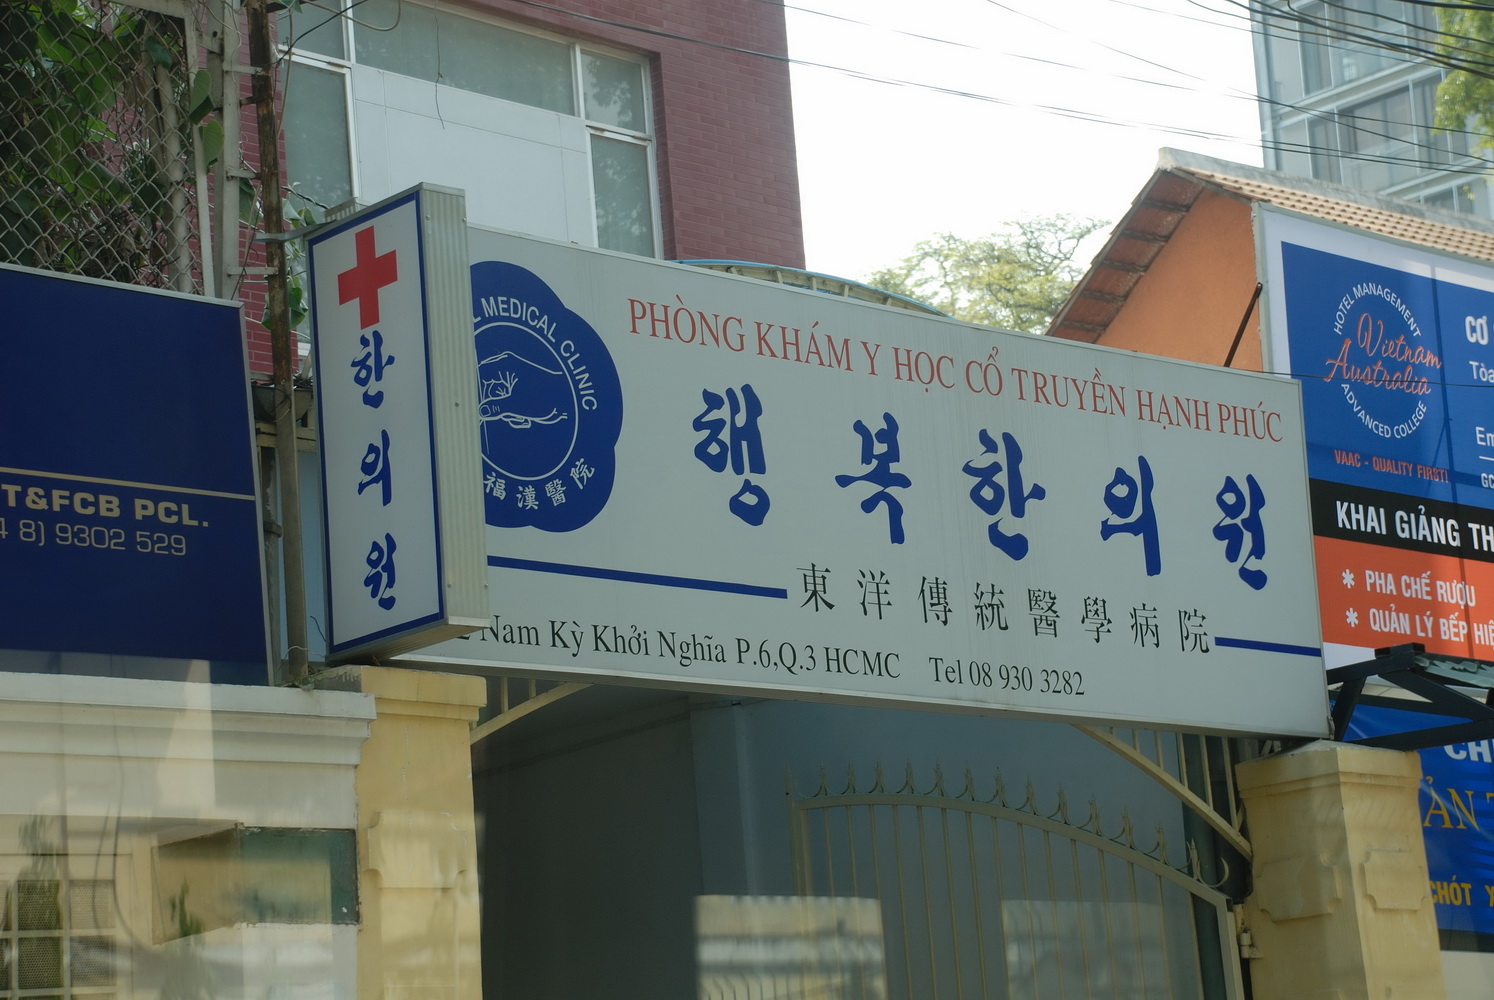 T&FCB PCL.
8) 9302 529
한의원
MEDICAL CLINIC
福漢醫院
PHÒNG KHÁM Y HỌC CỔ TRUYỀN HẠNH PHÚC
행복한의원
東洋傳統醫學病院
Nam Kỳ Khởi Nghĩa P.6,Q.3 HCMC Tel 08 930 3282
HOTEL MANAGEMENT
Vietnam
Australia
ADVANCED COLLEGE
VAAC - QUALITY FIRST!
CƠ
KHAI GIẢNG
* PHA CHẾ RƯỢU
* QUẢN LÝ BẾP